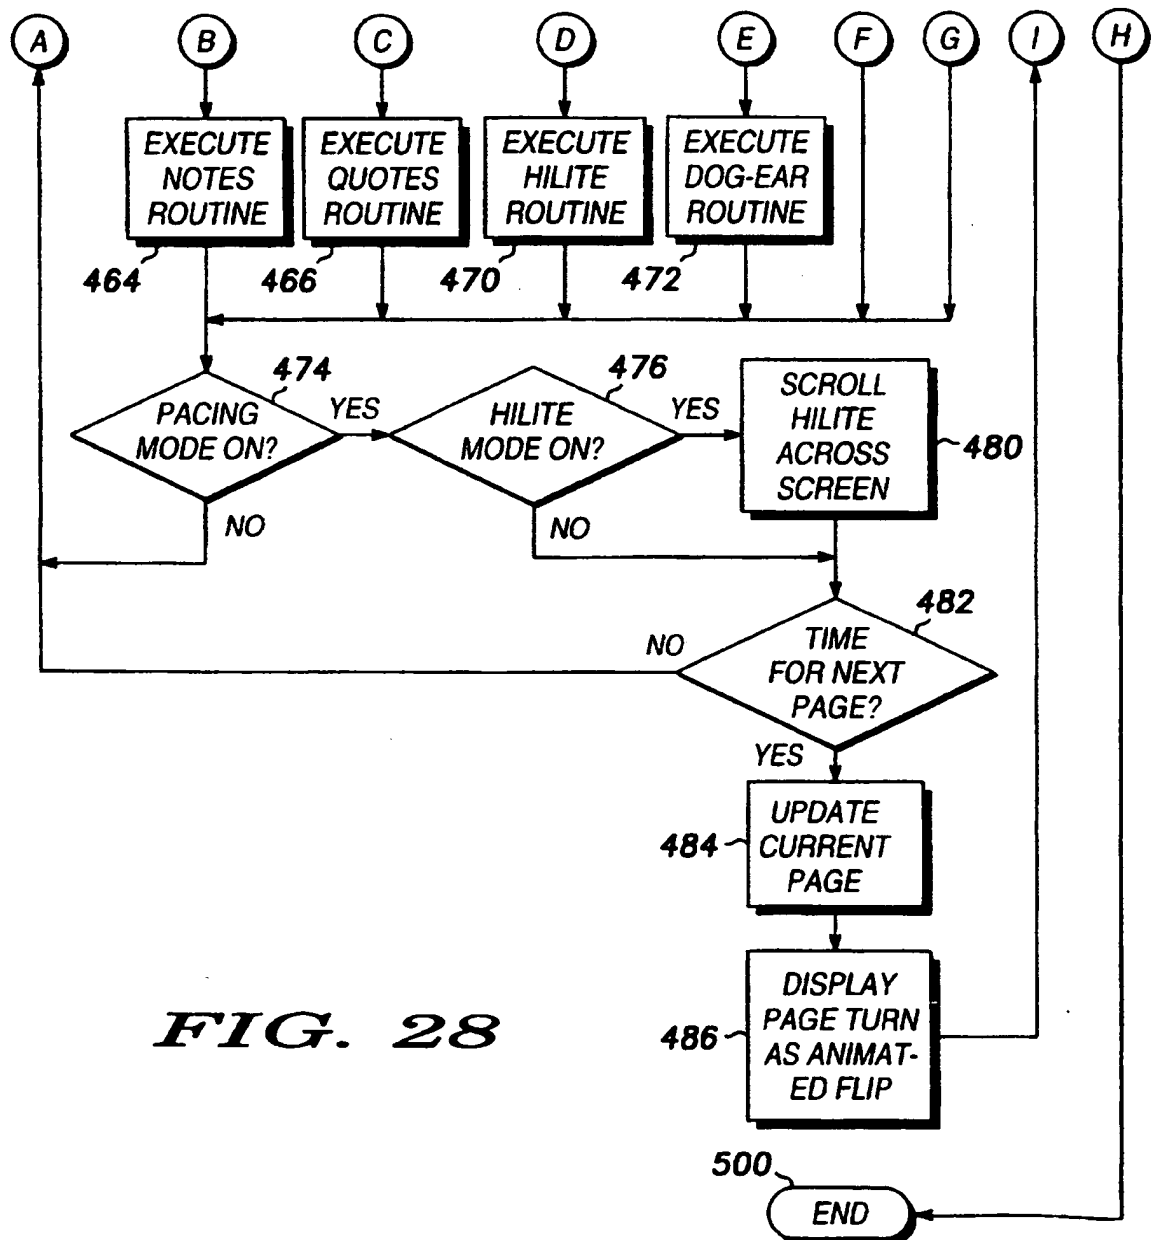 A B C D E F G I H
EXECUTE
NOTES
ROUTINE
464
EXECUTE
QUOTES
ROUTINE
466
EXECUTE
HILITE
ROUTINE
470
EXECUTE
DOG-EAR
ROUTINE
472
PACING
MODE ON?
474
YES
NO
HILITE
MODE ON?
476
YES
NO
SCROLL
HILITE
ACROSS
SCREEN
480
TIME
FOR NEXT
PAGE?
482
NO
YES
UPDATE
CURRENT
PAGE
484
DISPLAY
PAGE TURN
AS ANIMAT-
ED FLIP
486
FIG. 28
500
END